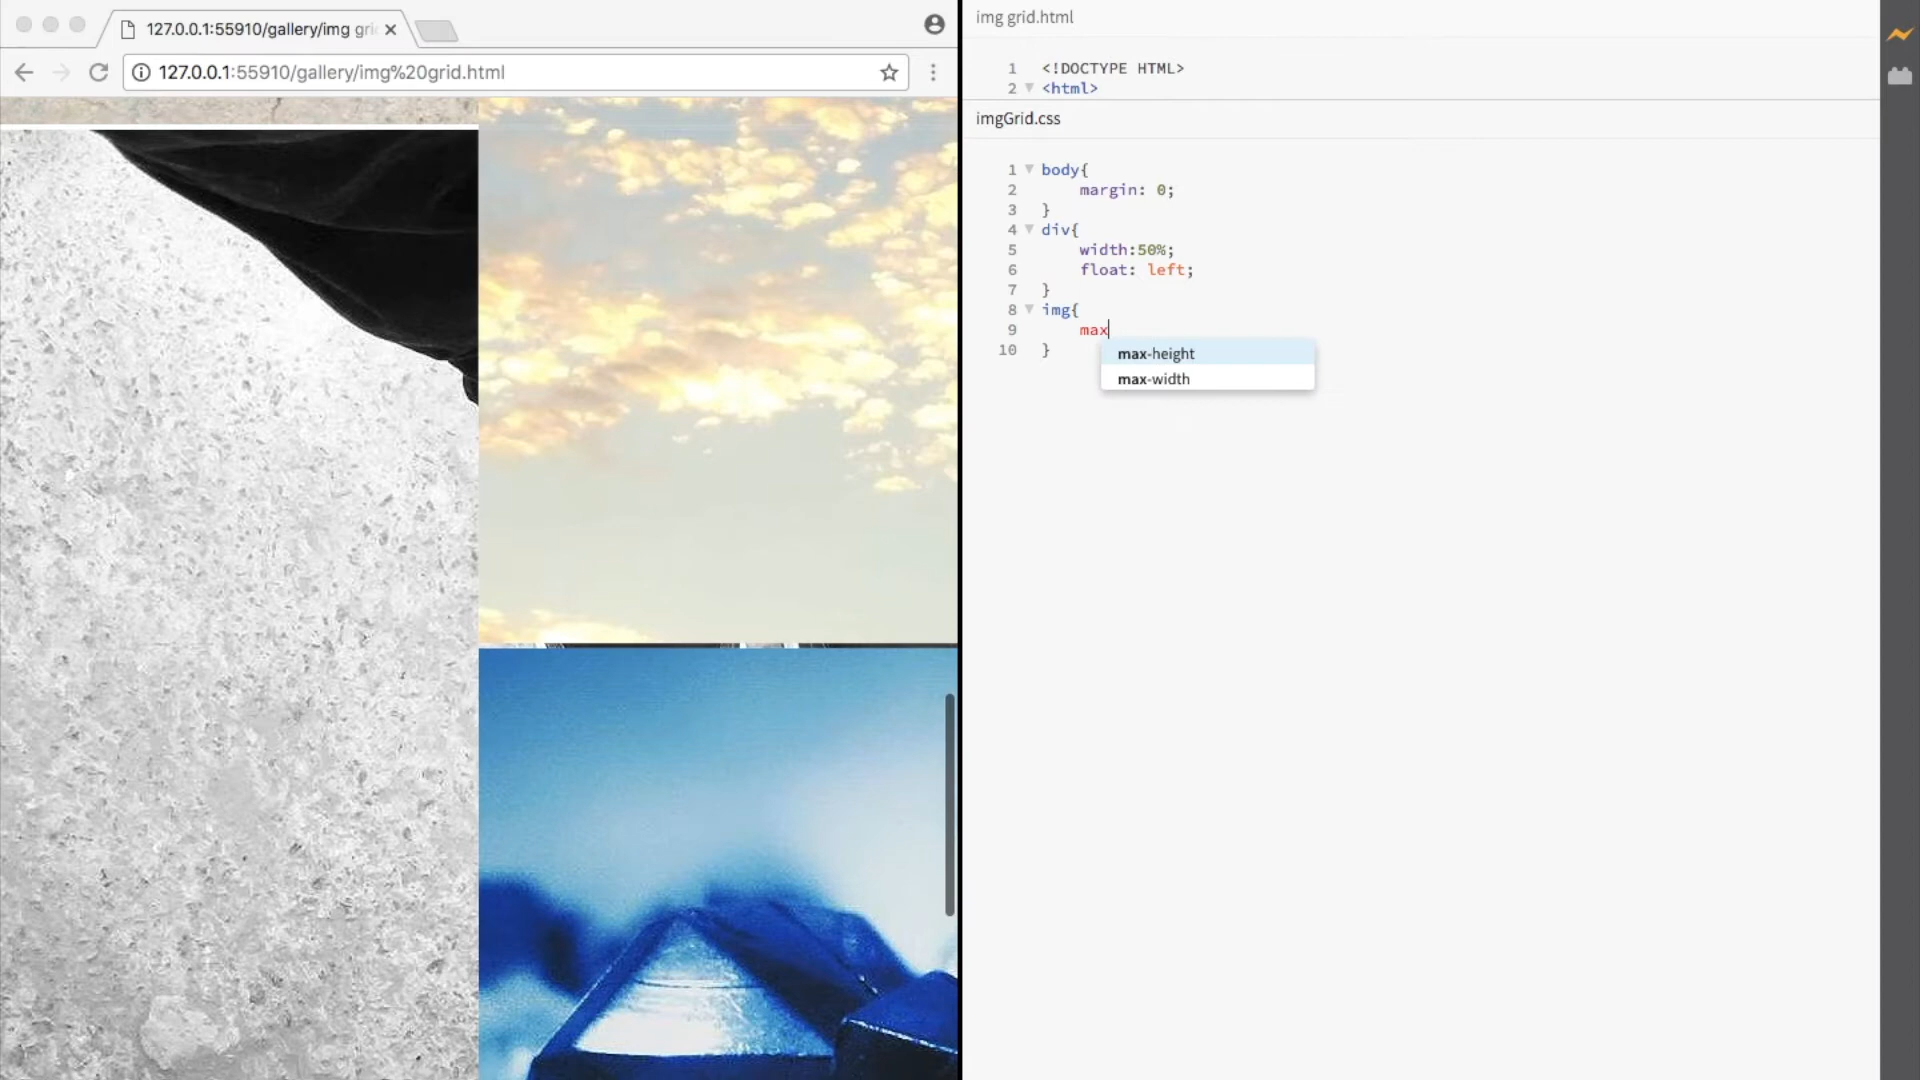 127.0.0.1:55910/gallery/img gri
127.0.0.1:55910/gallery/img%20grid.html
img grid.html
1 <!DOCTYPE HTML>
2 <html>
imgGrid.css
1 body{
2 margin: 0;
3 }
4 div{
5 width:50%;
6 float: left;
7 }
8 img{
9 max
10 }
max-height
max-width